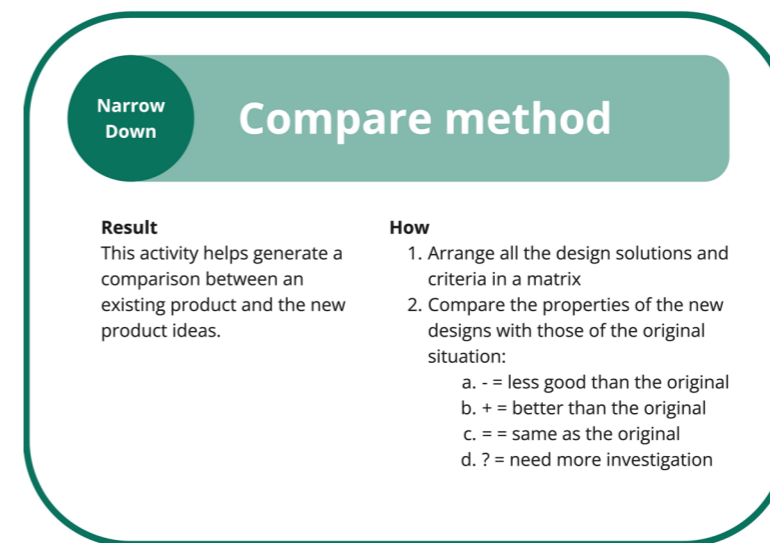 Narrow
Down
Compare method
Result
This activity helps generate a
comparison between an
existing product and the new
product ideas.
How
1. Arrange all the design solutions and
criteria in a matrix
2. Compare the properties of the new
designs with those of the original
situation:
a. - = less good than the original
b. + = better than the original
c. = = same as the original
d. ? = need more investigation